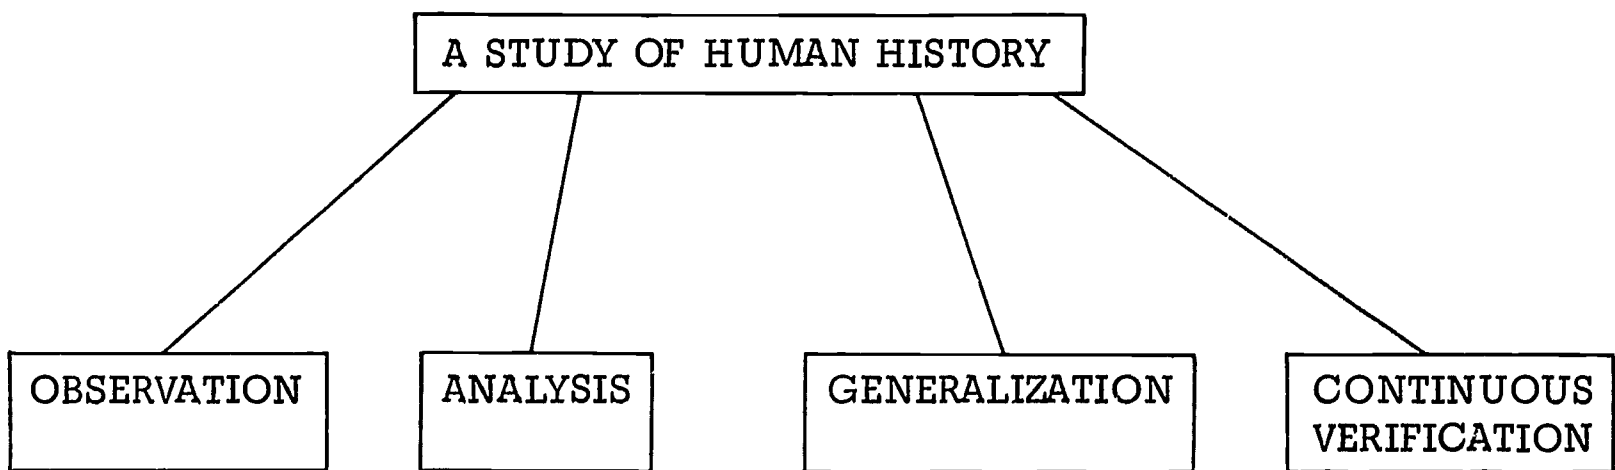 A STUDY OF HUMAN HISTORY
OBSERVATION
ANALYSIS
GENERALIZATION
CONTINUOUS
VERIFICATION